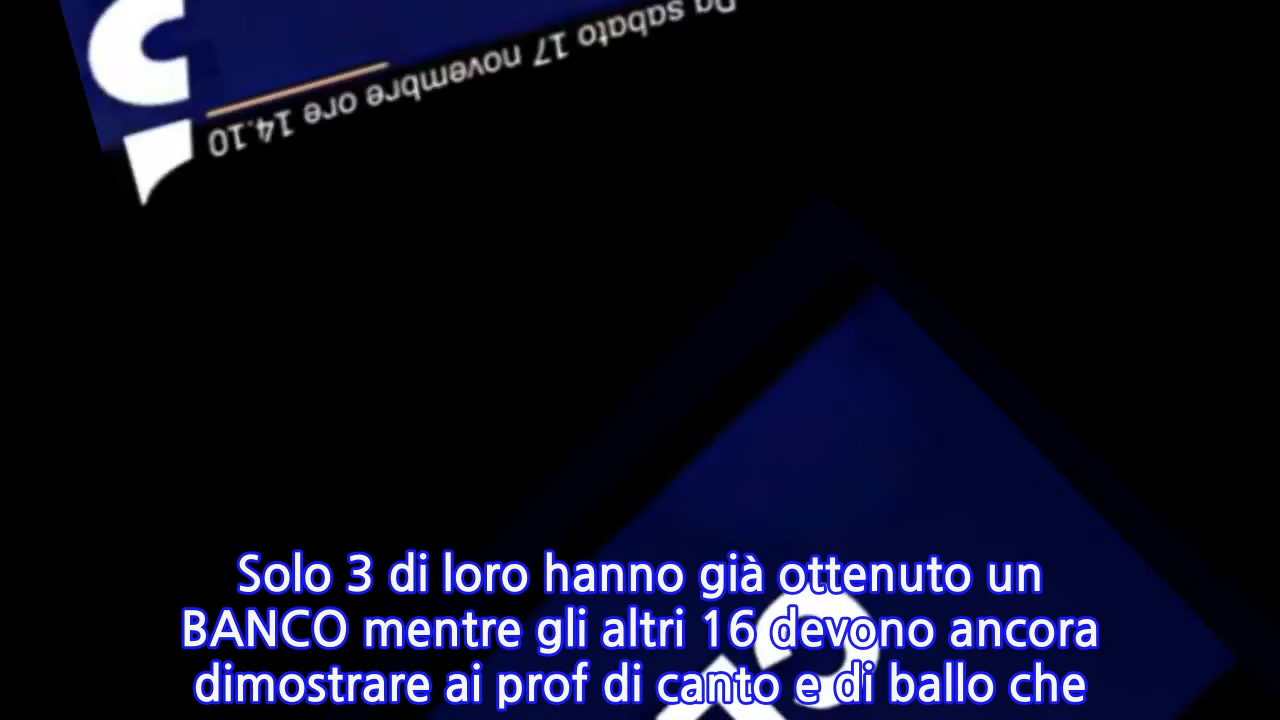 Da sabato 17 novembre ore 14.10
Solo 3 di loro hanno già ottenuto un
BANCO mentre gli altri 16 devono ancora
dimostrare ai prof di canto e di ballo che